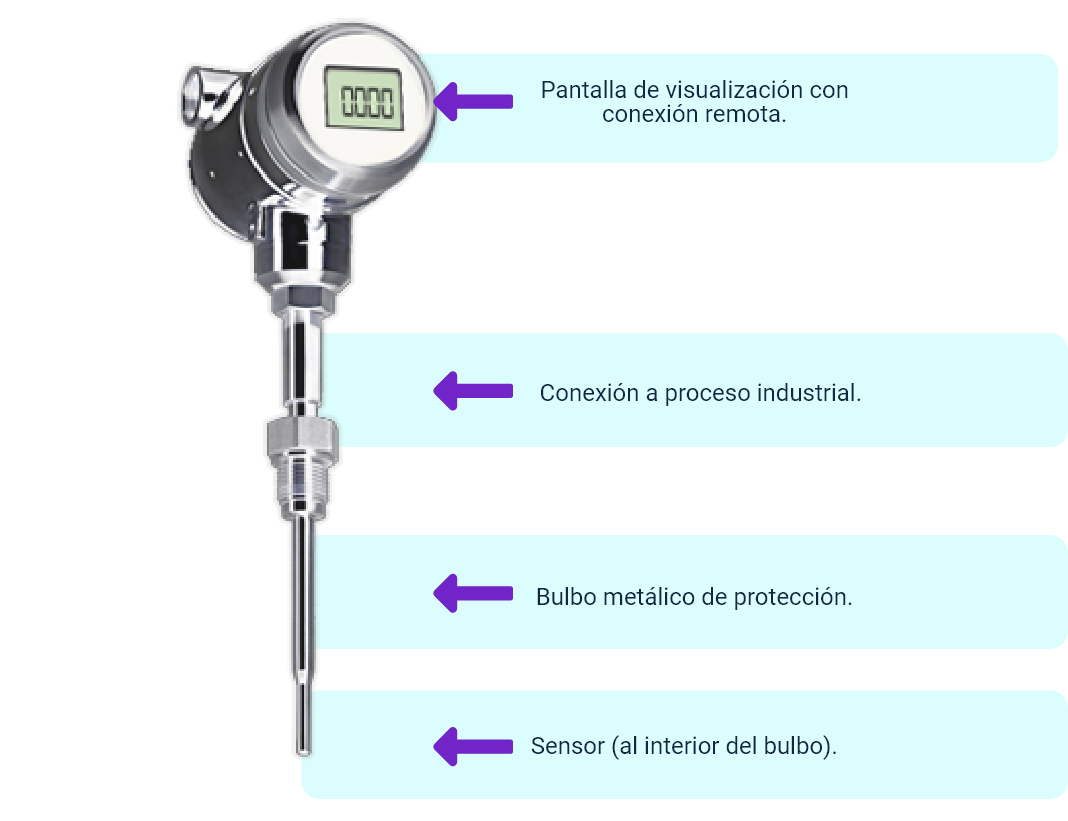 0000
Pantalla de visualización con
conexión remota.
Conexión a proceso industrial.
Bulbo metálico de protección.
Sensor (al interior del bulbo).